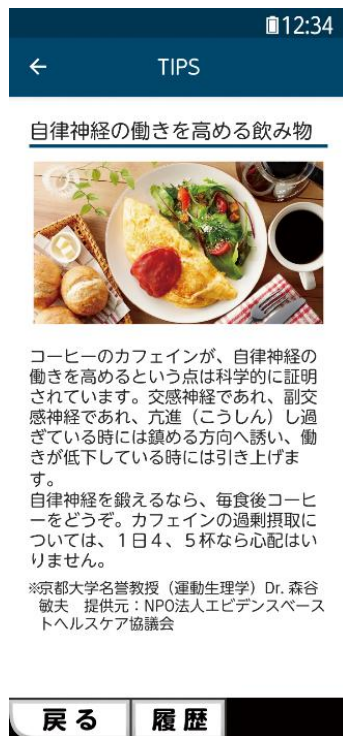 12:34
← TIPS
自律神経の働きを高める飲み物
コーヒーのカフェインが、自律神経の
働きを高めるという点は科学的に証明
されています。交感神経であれ、副交
感神経であれ、亢進（こうしん）し過
ぎている時には鎮める方向へ誘い、働
きが低下している時には引き上げま
す。
自律神経を鍛えるなら、毎食後コーヒ
ーをどうぞ。カフェインの過剰摂取に
ついては、１日４、５杯なら心配はい
りません。
※京都大学名誉教授（運動生理学）Dr. 森谷
敏夫　提供元：NPO法人エビデンスベース
トヘルスケア協議会
戻る 履歴